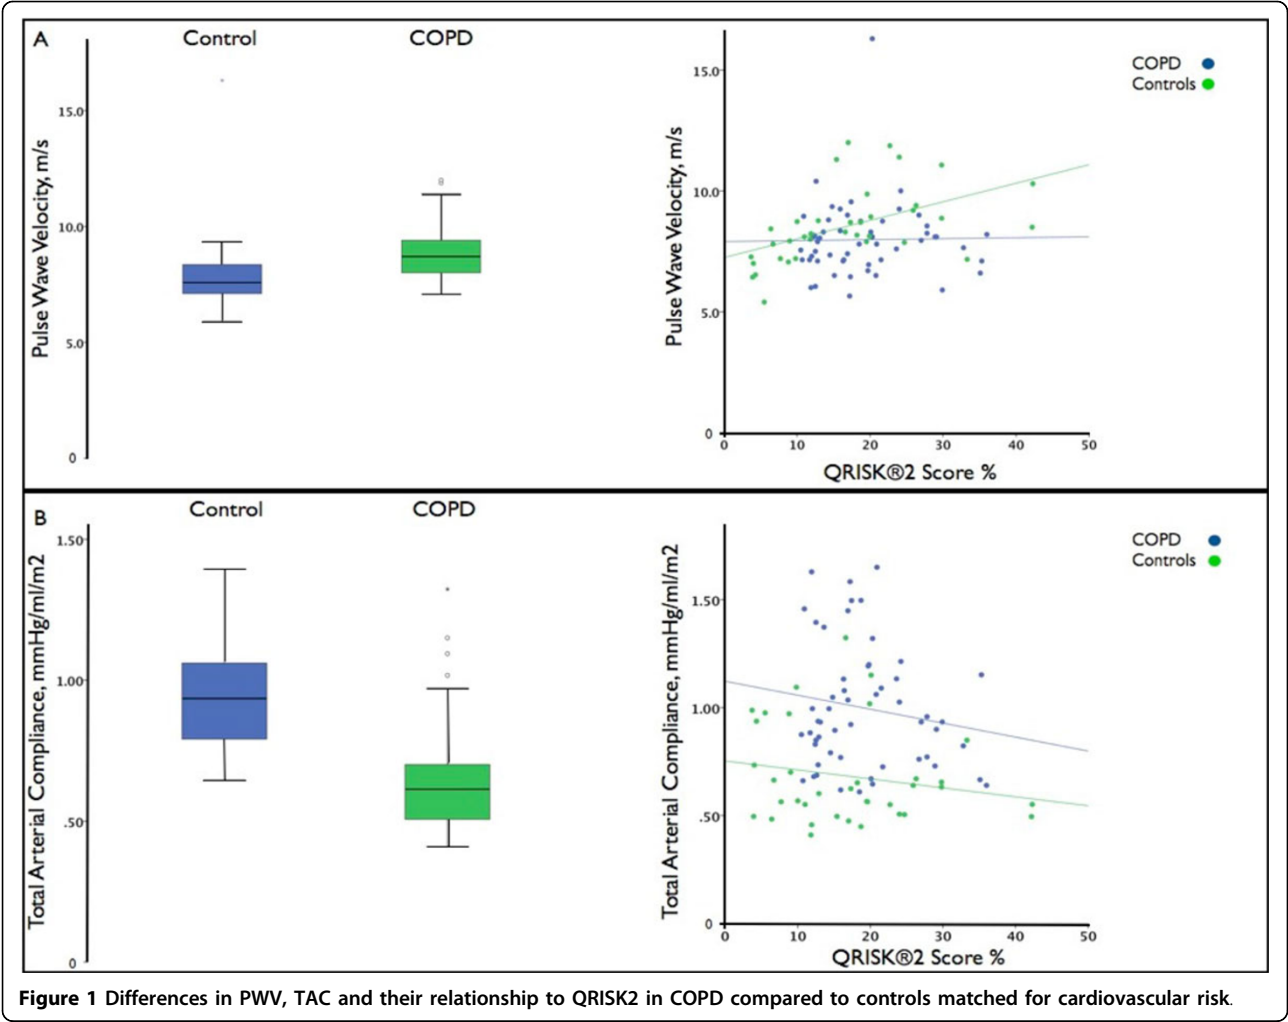 A
Control
COPD
15.0
10.0
5.0
0
Pulse Wave Velocity, m/s
COPD
Controls
15.0
10.0
5.0
0
0 10 20 30 40 50
Pulse Wave Velocity, m/s
QRISK®2 Score %
B
Control
COPD
1.50
1.00
.50
0
Total Arterial Compliance, mmHg/ml/m2
COPD
Controls
1.50
1.00
.50
0
0 10 20 30 40 50
Total Arterial Compliance, mmHg/ml/m2
QRISK®2 Score %
Figure 1 Differences in PWV, TAC and their relationship to QRISK2 in COPD compared to controls matched for cardiovascular risk.